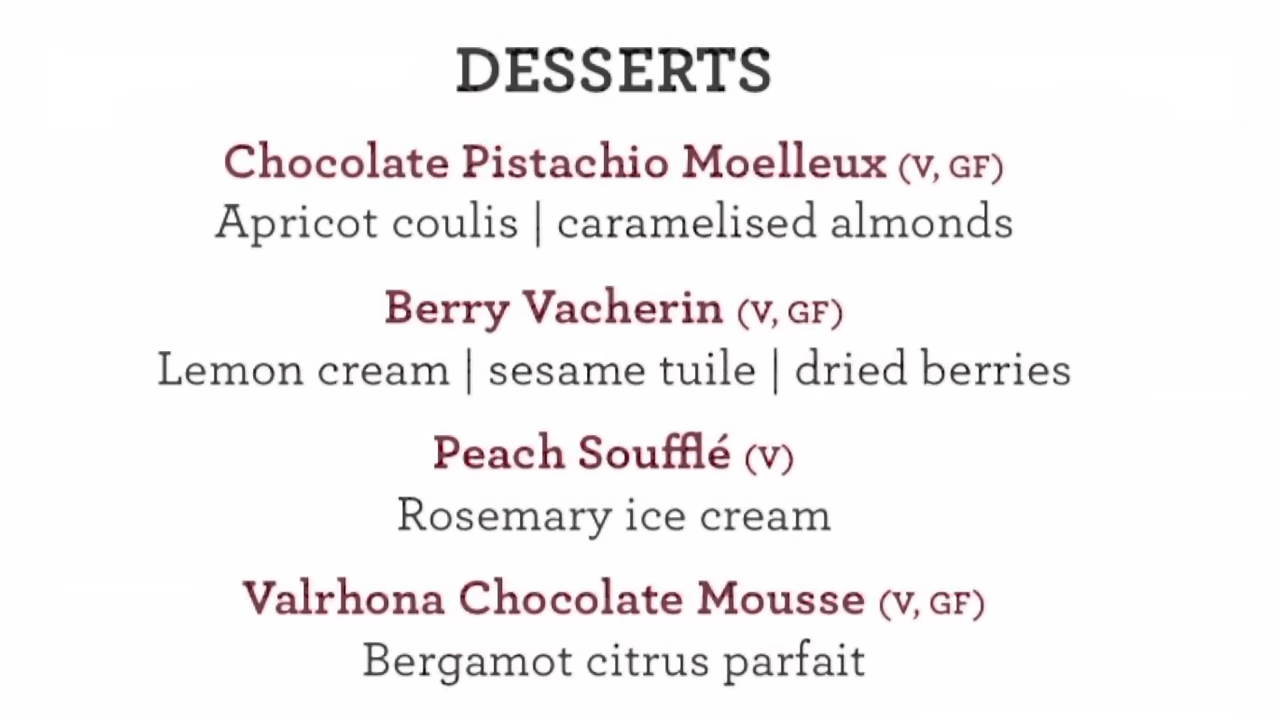 DESSERTS
Chocolate Pistachio Moelleux (V, GF)
Apricot coulis | caramelised almonds
Berry Vacherin (V, GF)
Lemon cream | sesame tuile | dried berries
Peach Soufflé (V)
Rosemary ice cream
Valrhona Chocolate Mousse (V, GF)
Bergamot citrus parfait